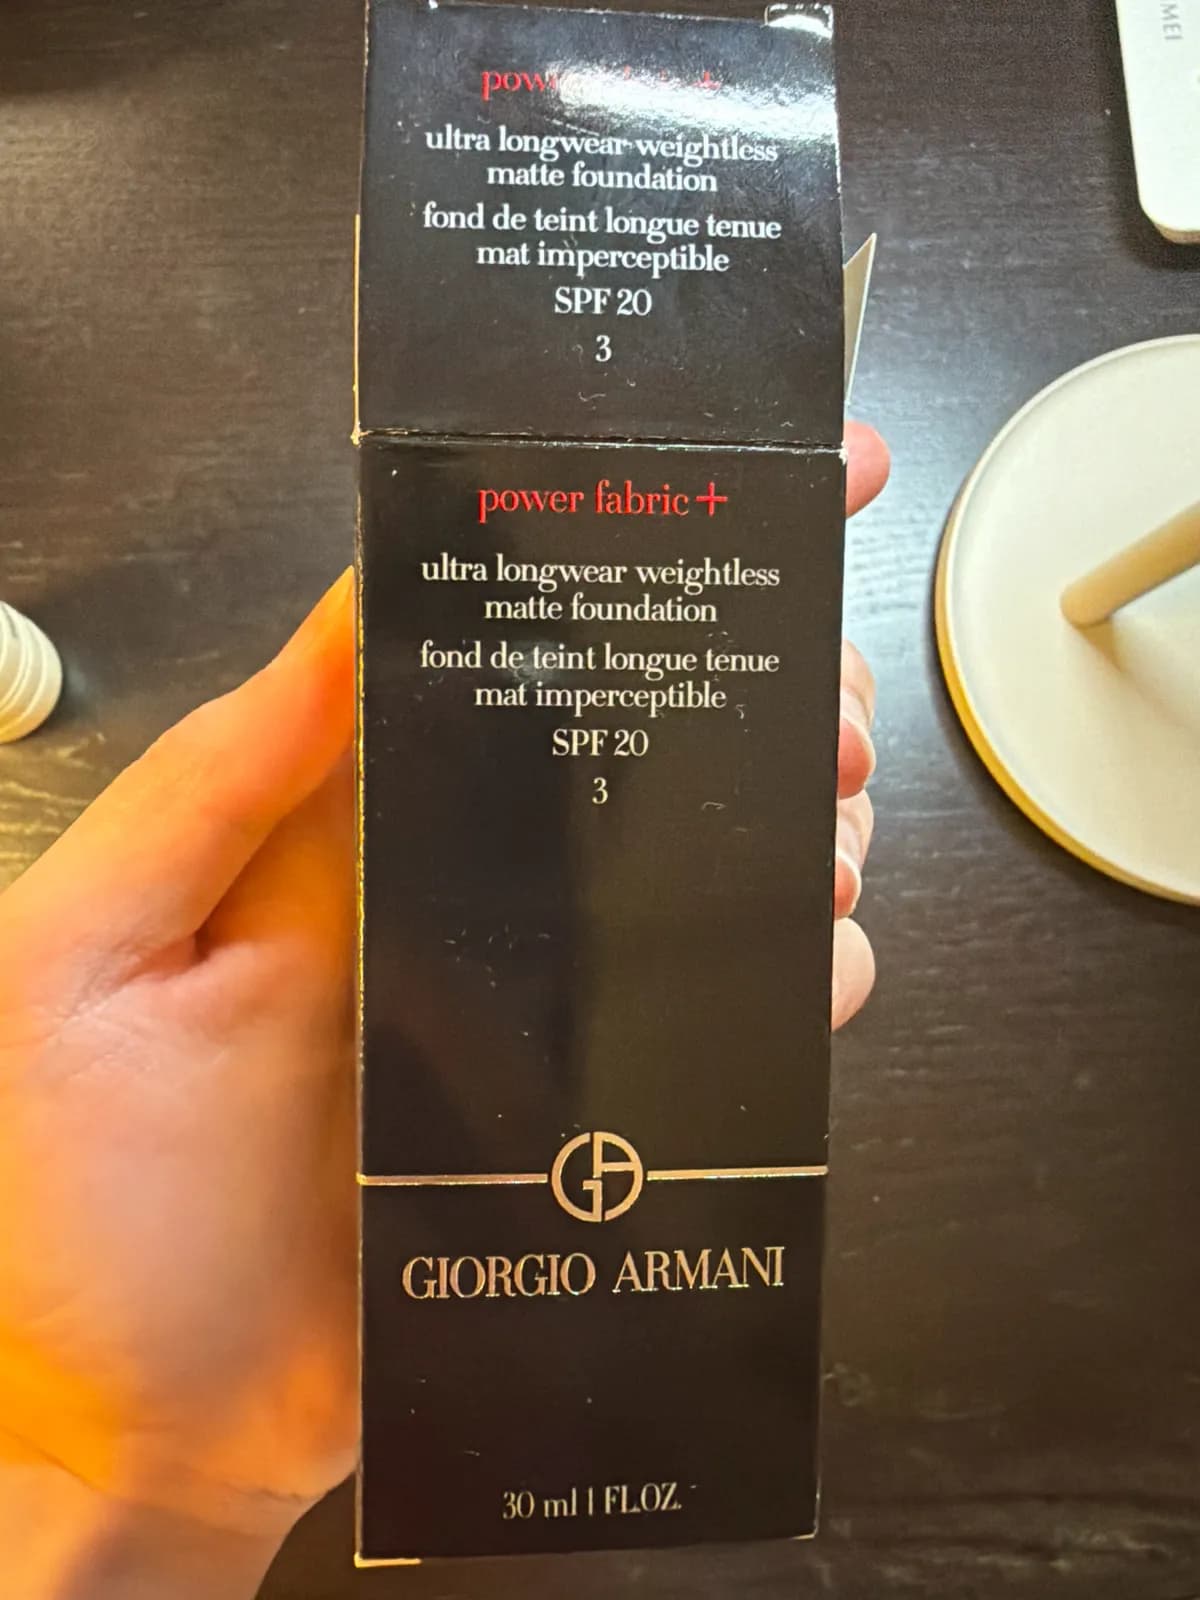 ultra longwear weightless
matte foundation
fond de teint longue tenue
mat imperceptible
SPF 20
3
power fabric+
ultra longwear weightless
matte foundation
fond de teint longue tenue
mat imperceptible
SPF 20
3
GA
GIORGIO ARMANI
30 ml 1 FL.OZ.